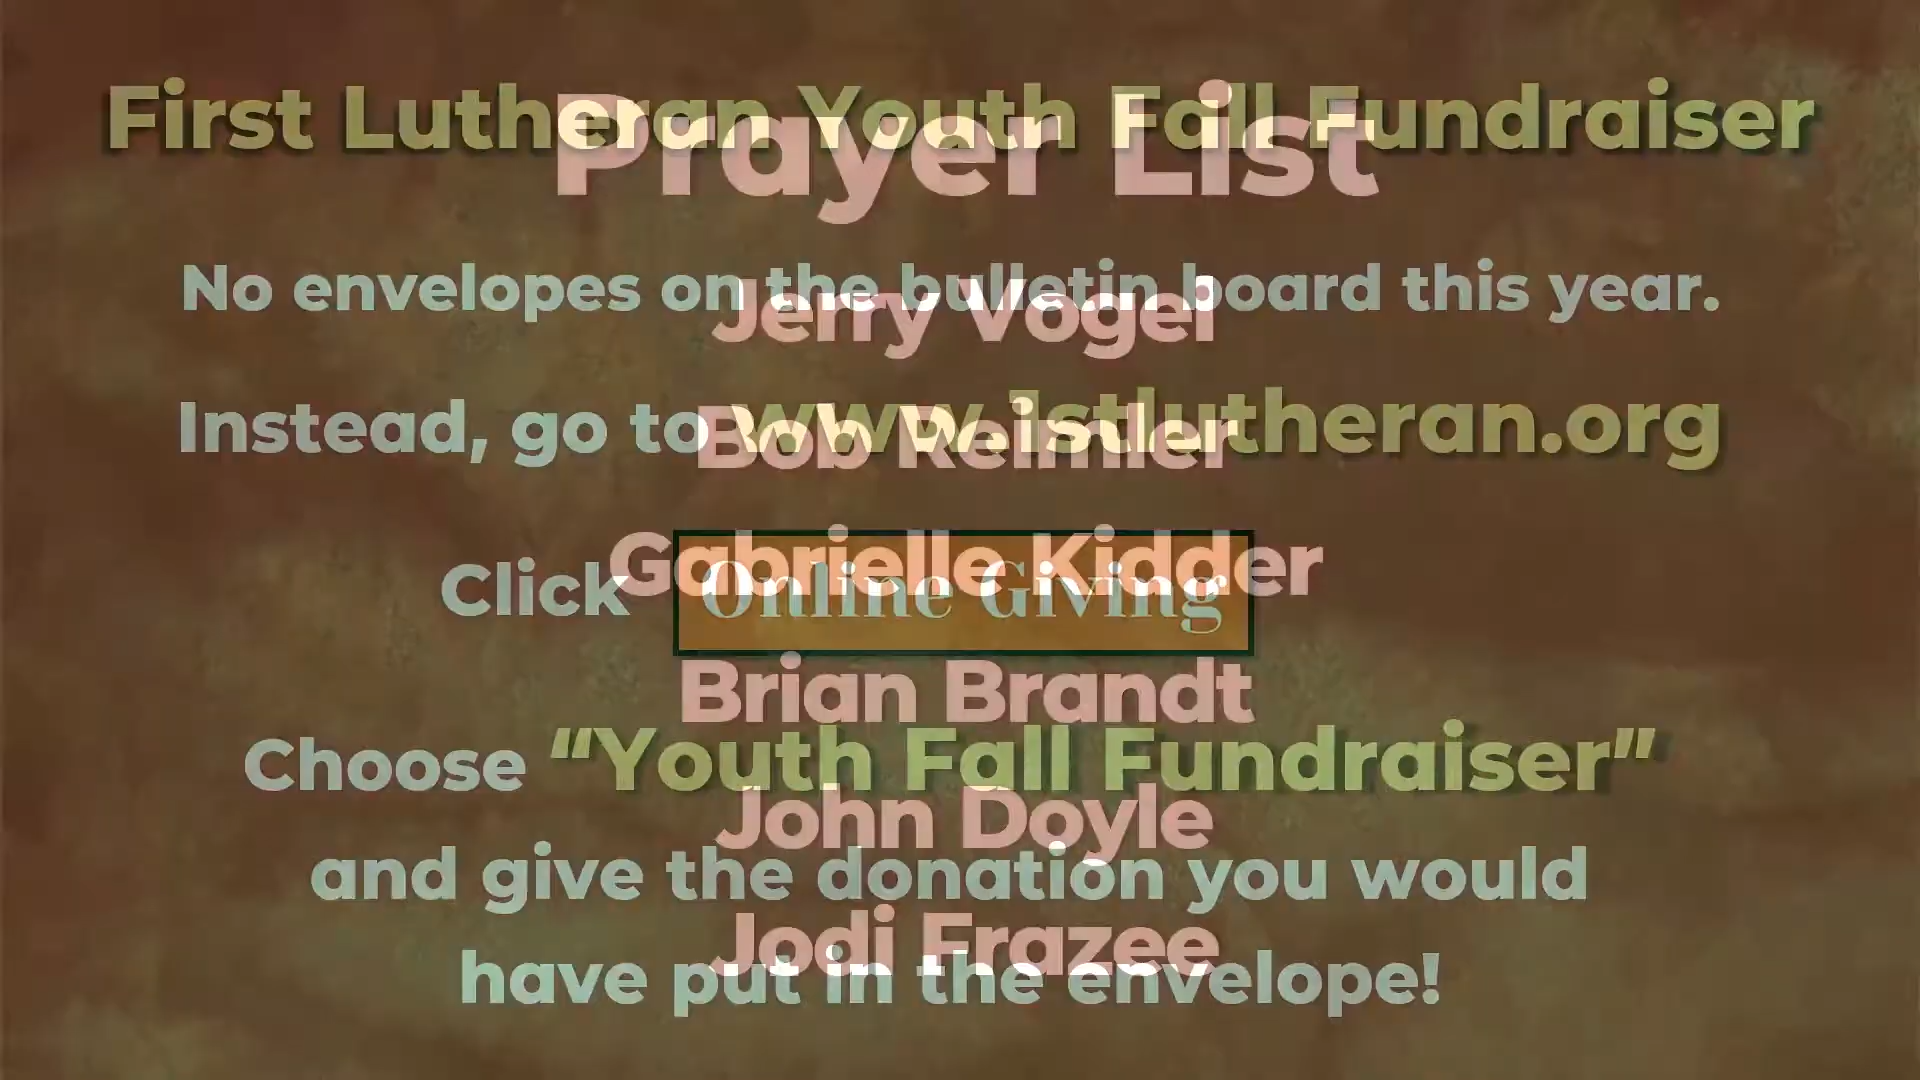 First Lutheran Youth Fall Fundraiser
Prayer List
No envelopes on the bulletin board this year.
Jerry Vogel
Instead, go to www.1stlutheran.org
Bob Reimler
Gabrielle Kidder
Click Online Giving
Brian Brandt
Choose “Youth Fall Fundraiser”
John Doyle
and give the donation you would
Jodi Frazee
have put in the envelope!